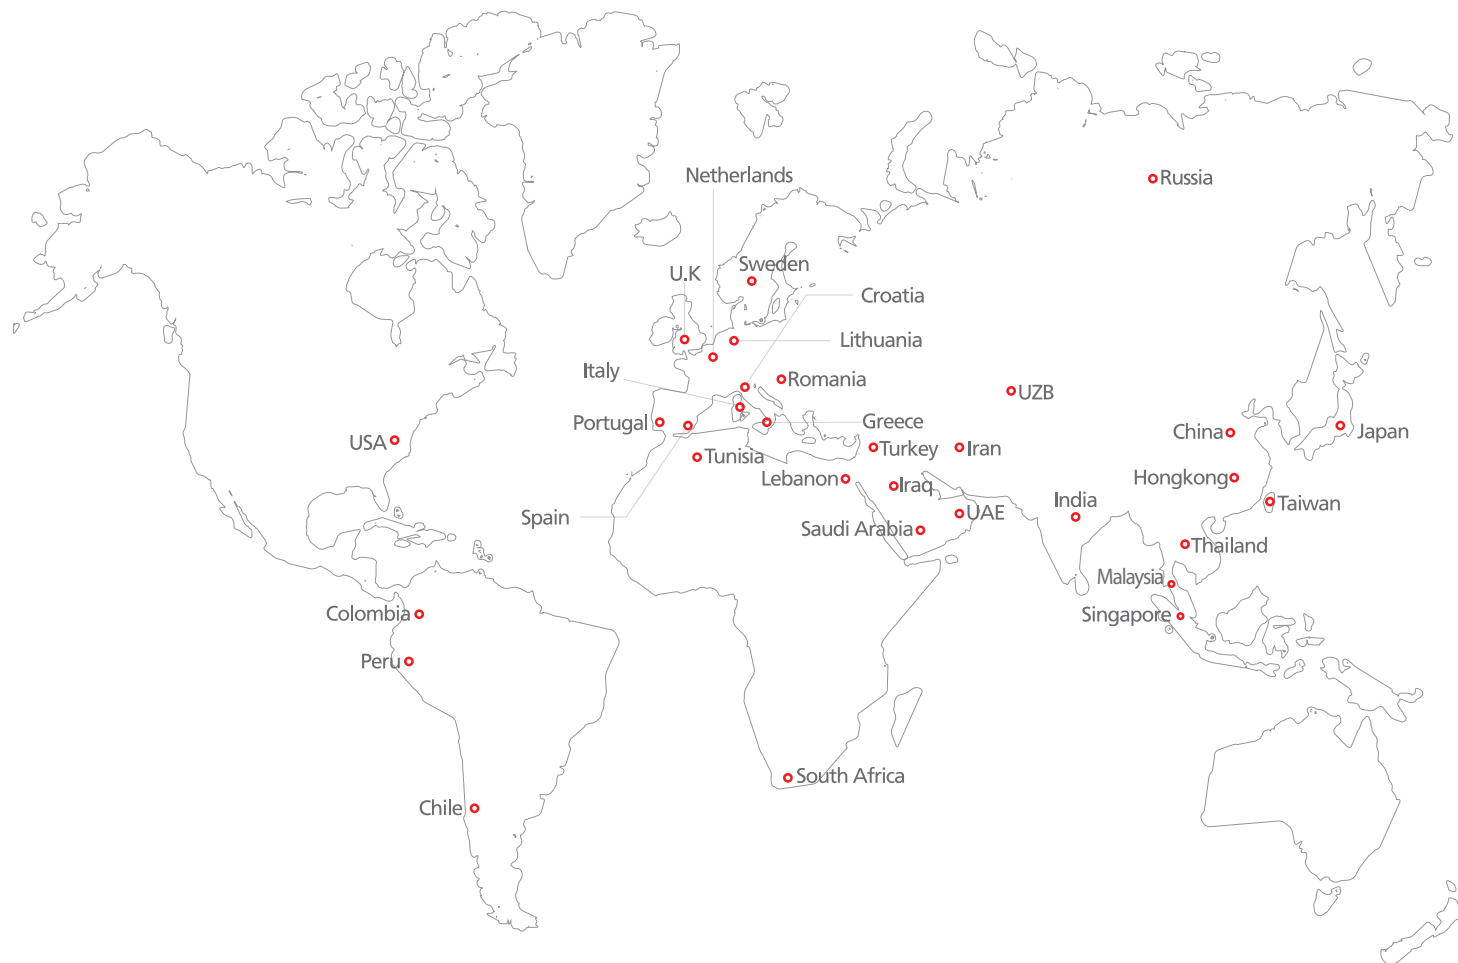 Netherlands
Russia
Sweden
U.K
Croatia
Lithuania
Italy
Romania
UZB
Portugal
Greece
China
Japan
USA
Turkey
Iran
Tunisia
Lebanon
Iraq
Hongkong
India
Taiwan
Spain
UAE
Saudi Arabia
Thailand
Malaysia
Colombia
Singapore
Peru
South Africa
Chile